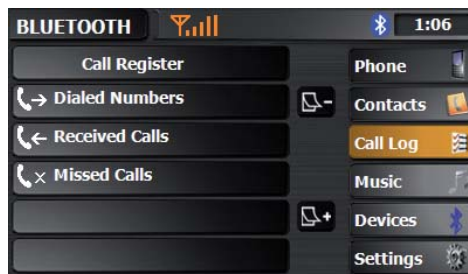 BLUETOOTH 1:06
Call Register
Dialed Numbers
Received Calls
Missed Calls
Phone
Contacts
Call Log
Music
Devices
Settings